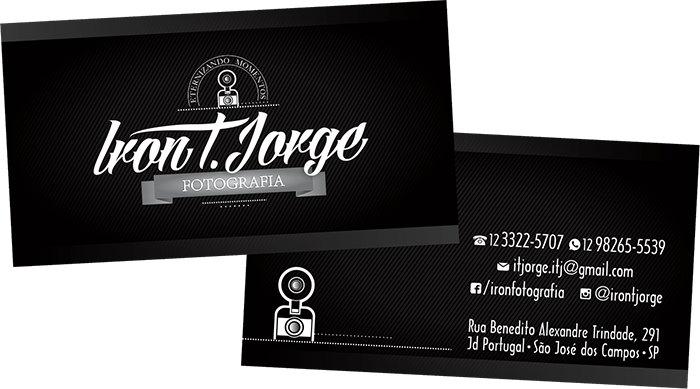 ETERNIZANDO MOMENTOS
Iron T. Jorge
FOTOGRAFIA
12 3322-5707 12 98265-5539
itjorge.itj@gmail.com
/ironfotografia @irontjorge
Rua Benedito Alexandre Trindade, 291
Jd Portugal • São José dos Campos • SP